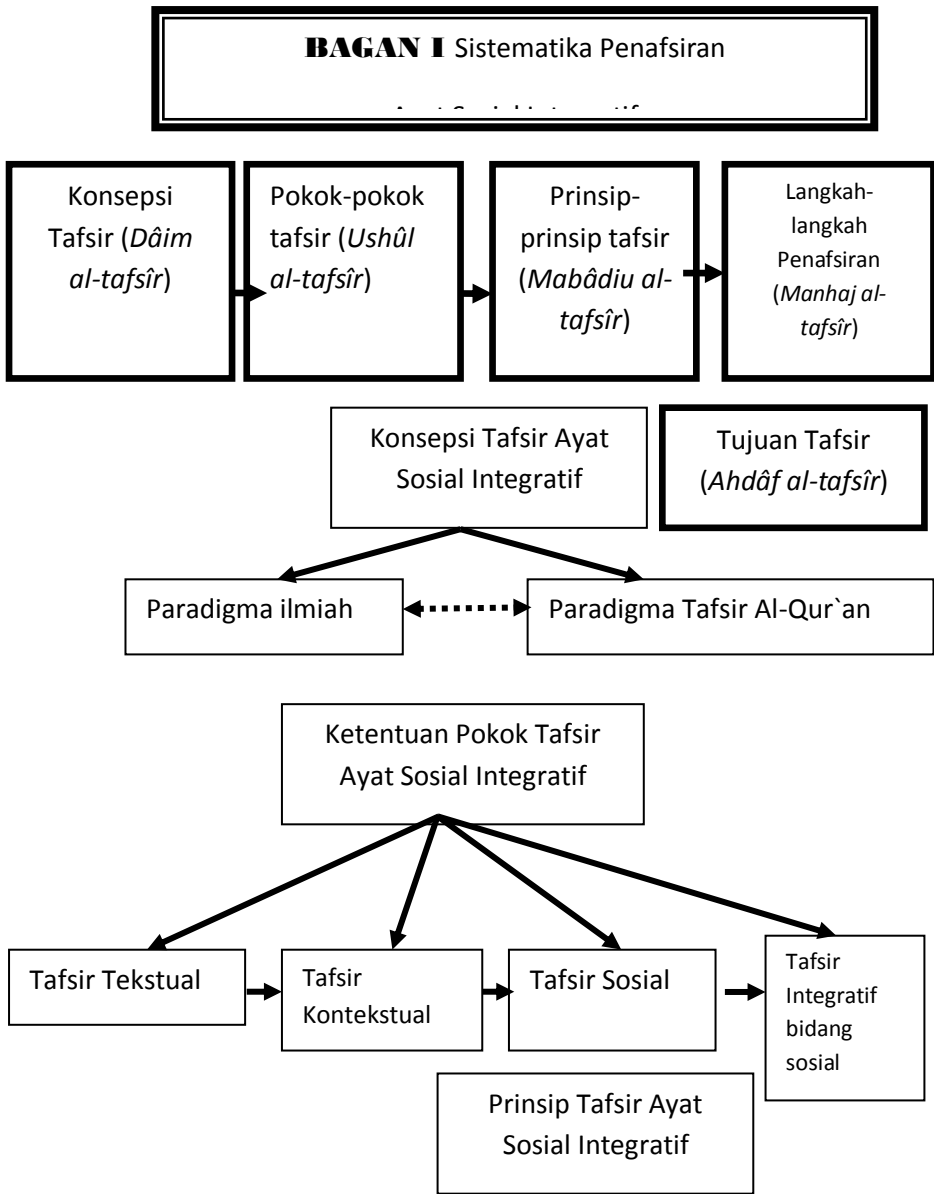 BAGAN I Sistematika Penafsiran
Konsepsi
Tafsir (Dâim
al-tafsîr)
Pokok-pokok
tafsir (Ushûl
al-tafsîr)
Prinsip-
prinsip tafsir
(Mabâdiu al-
tafsîr)
Langkah-
langkah
Penafsiran
(Manhaj al-
tafsîr)
Konsepsi Tafsir Ayat
Sosial Integratif
Tujuan Tafsir
(Ahdâf al-tafsîr)
Paradigma ilmiah
Paradigma Tafsir Al-Qur`an
Ketentuan Pokok Tafsir
Ayat Sosial Integratif
Tafsir Tekstual
Tafsir
Kontekstual
Tafsir Sosial
Tafsir
Integratif
bidang
sosial
Prinsip Tafsir Ayat
Sosial Integratif